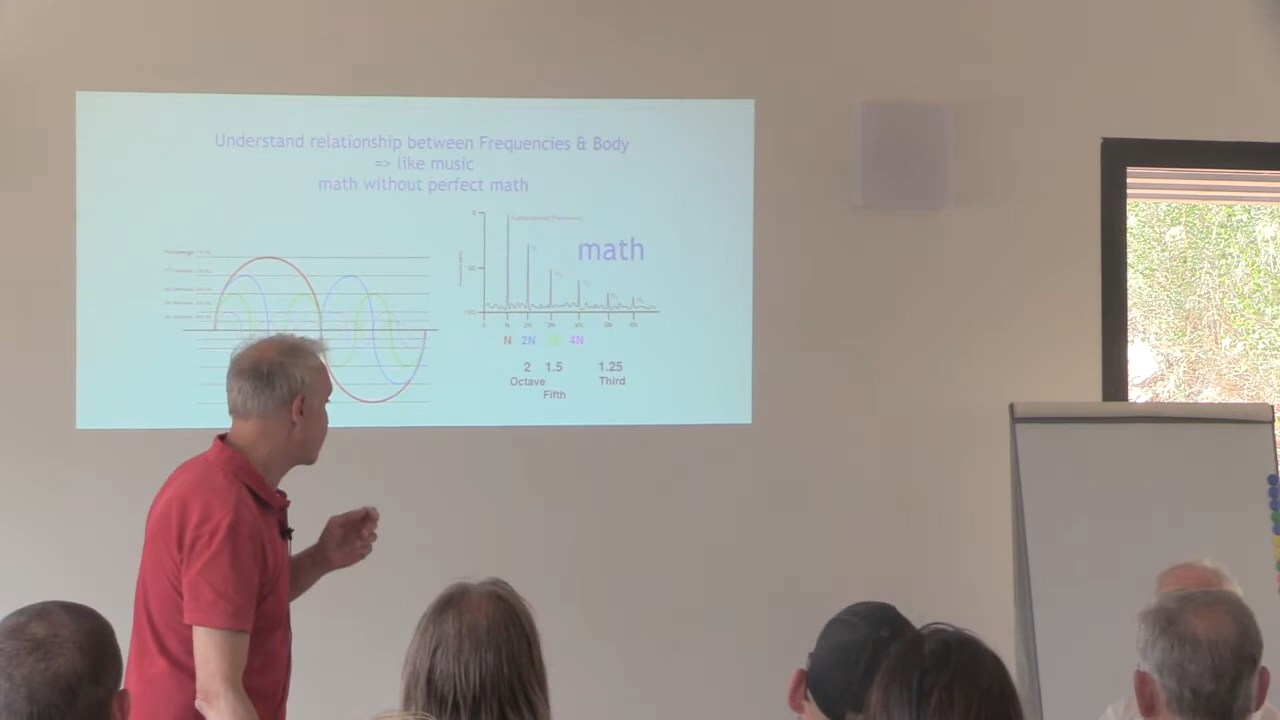 Understand relationship between Frequencies & Body
=> like music
math without perfect math
math
N 2N 4N
2 1.5 1.25
Octave Third
Fifth